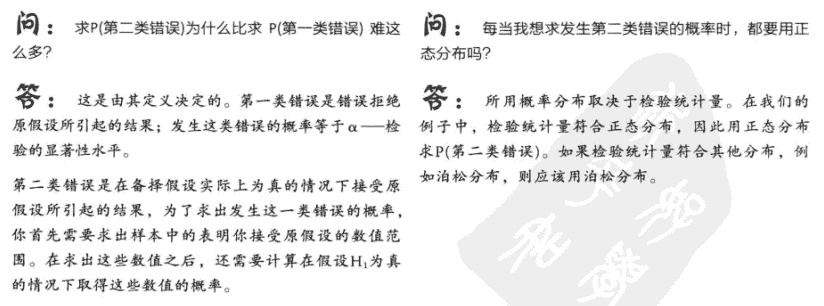 问： 求P(第二类错误)为什么比求 P(第一类错误) 难这
么多？
答： 这是由其定义决定的。第一类错误是错误拒绝
原假设所引起的结果；发生这类错误的概率等于α——检
验的显著性水平。
第二类错误是在备择假设实际上为真的情况下接受原
假设所引起的结果，为了求出发生这一类错误的概率，
你首先需要求出样本中的表明你接受原假设的数值范
围。在求出这些数值之后，还需要计算在假设H₁为真
的情况下取得这些数值的概率。
问： 每当我想求发生第二类错误的概率时，都要用正
态分布吗？
答： 所用概率分布取决于检验统计量。在我们的
例子中，检验统计量符合正态分布，因此用正态分布
求P(第二类错误)。如果检验统计量符合其他分布，例
如泊松分布，则应该用泊松分布。